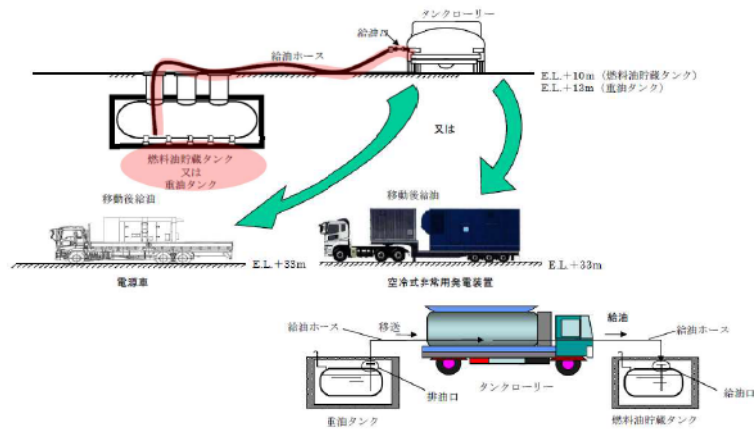 タンクローリー
給油口
給油ホース
E.L.+10m（燃料油貯蔵タンク）
E.L.+13m（重油タンク）
又は
燃料油貯蔵タンク
又は
重油タンク
移動後給油
移動後給油
E.L.+33m
E.L.+33m
電源車
空冷式非常用発電装置
給油ホース
移送
給油
給油ホース
排油口
タンクローリー
給油口
重油タンク
燃料油貯蔵タンク